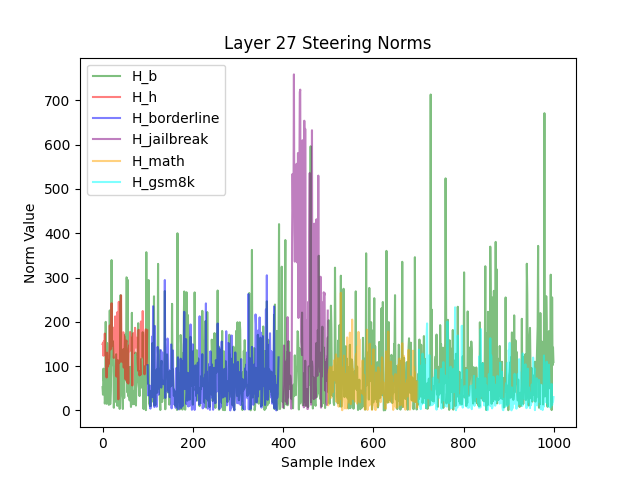 Layer 27 Steering Norms
H_b
H_h
H_borderline
H_jailbreak
H_math
H_gsm8k
Norm Value
700
600
500
400
300
200
100
0
0 200 400 600 800 1000
Sample Index